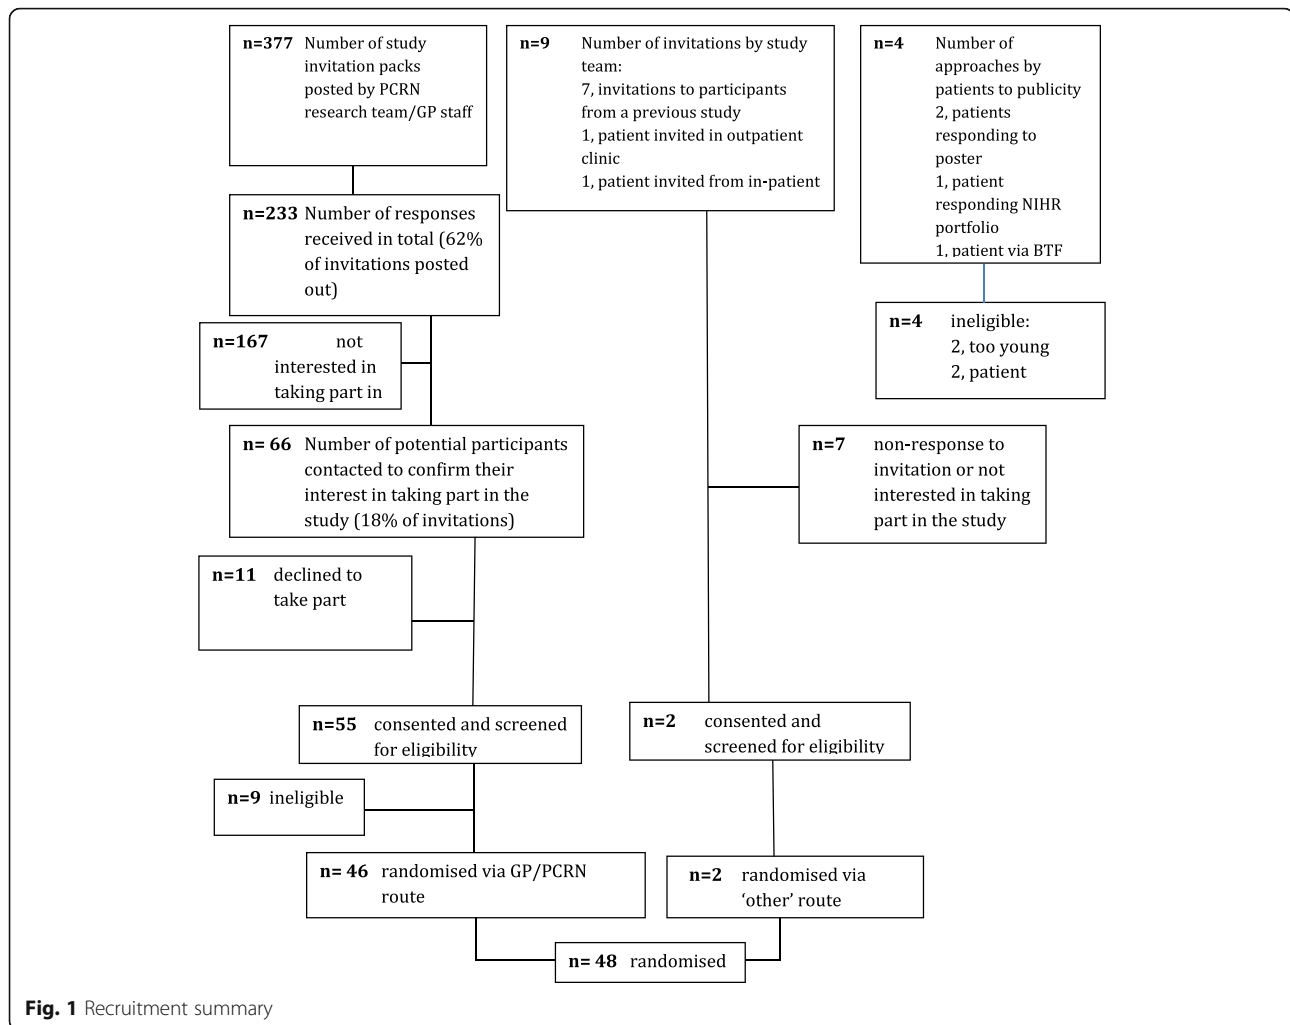 n=377 Number of study
invitation packs
posted by PCRN
research team/GP staff
n=233 Number of responses
received in total (62%
of invitations posted
out)
n=167 not
interested in
taking part in
n= 66 Number of potential participants
contacted to confirm their
interest in taking part in the
study (18% of invitations)
n=11 declined to
take part
n=55 consented and screened
for eligibility
n=9 ineligible
n= 46 randomised via GP/PCRN
route
n=9 Number of invitations by study
team:
7, invitations to participants
from a previous study
1, patient invited in outpatient
clinic
1, patient invited from in-patient
n=7 non-response to
invitation or not
interested in taking
part in the study
n=2 consented and
screened for eligibility
n=2 randomised via
‘other’ route
n=4 Number of
approaches by
patients to publicity
2, patients
responding to
poster
1, patient
responding NIHR
portfolio
1, patient via BTF
n=4 ineligible:
2, too young
2, patient
n= 48 randomised
Fig. 1 Recruitment summary